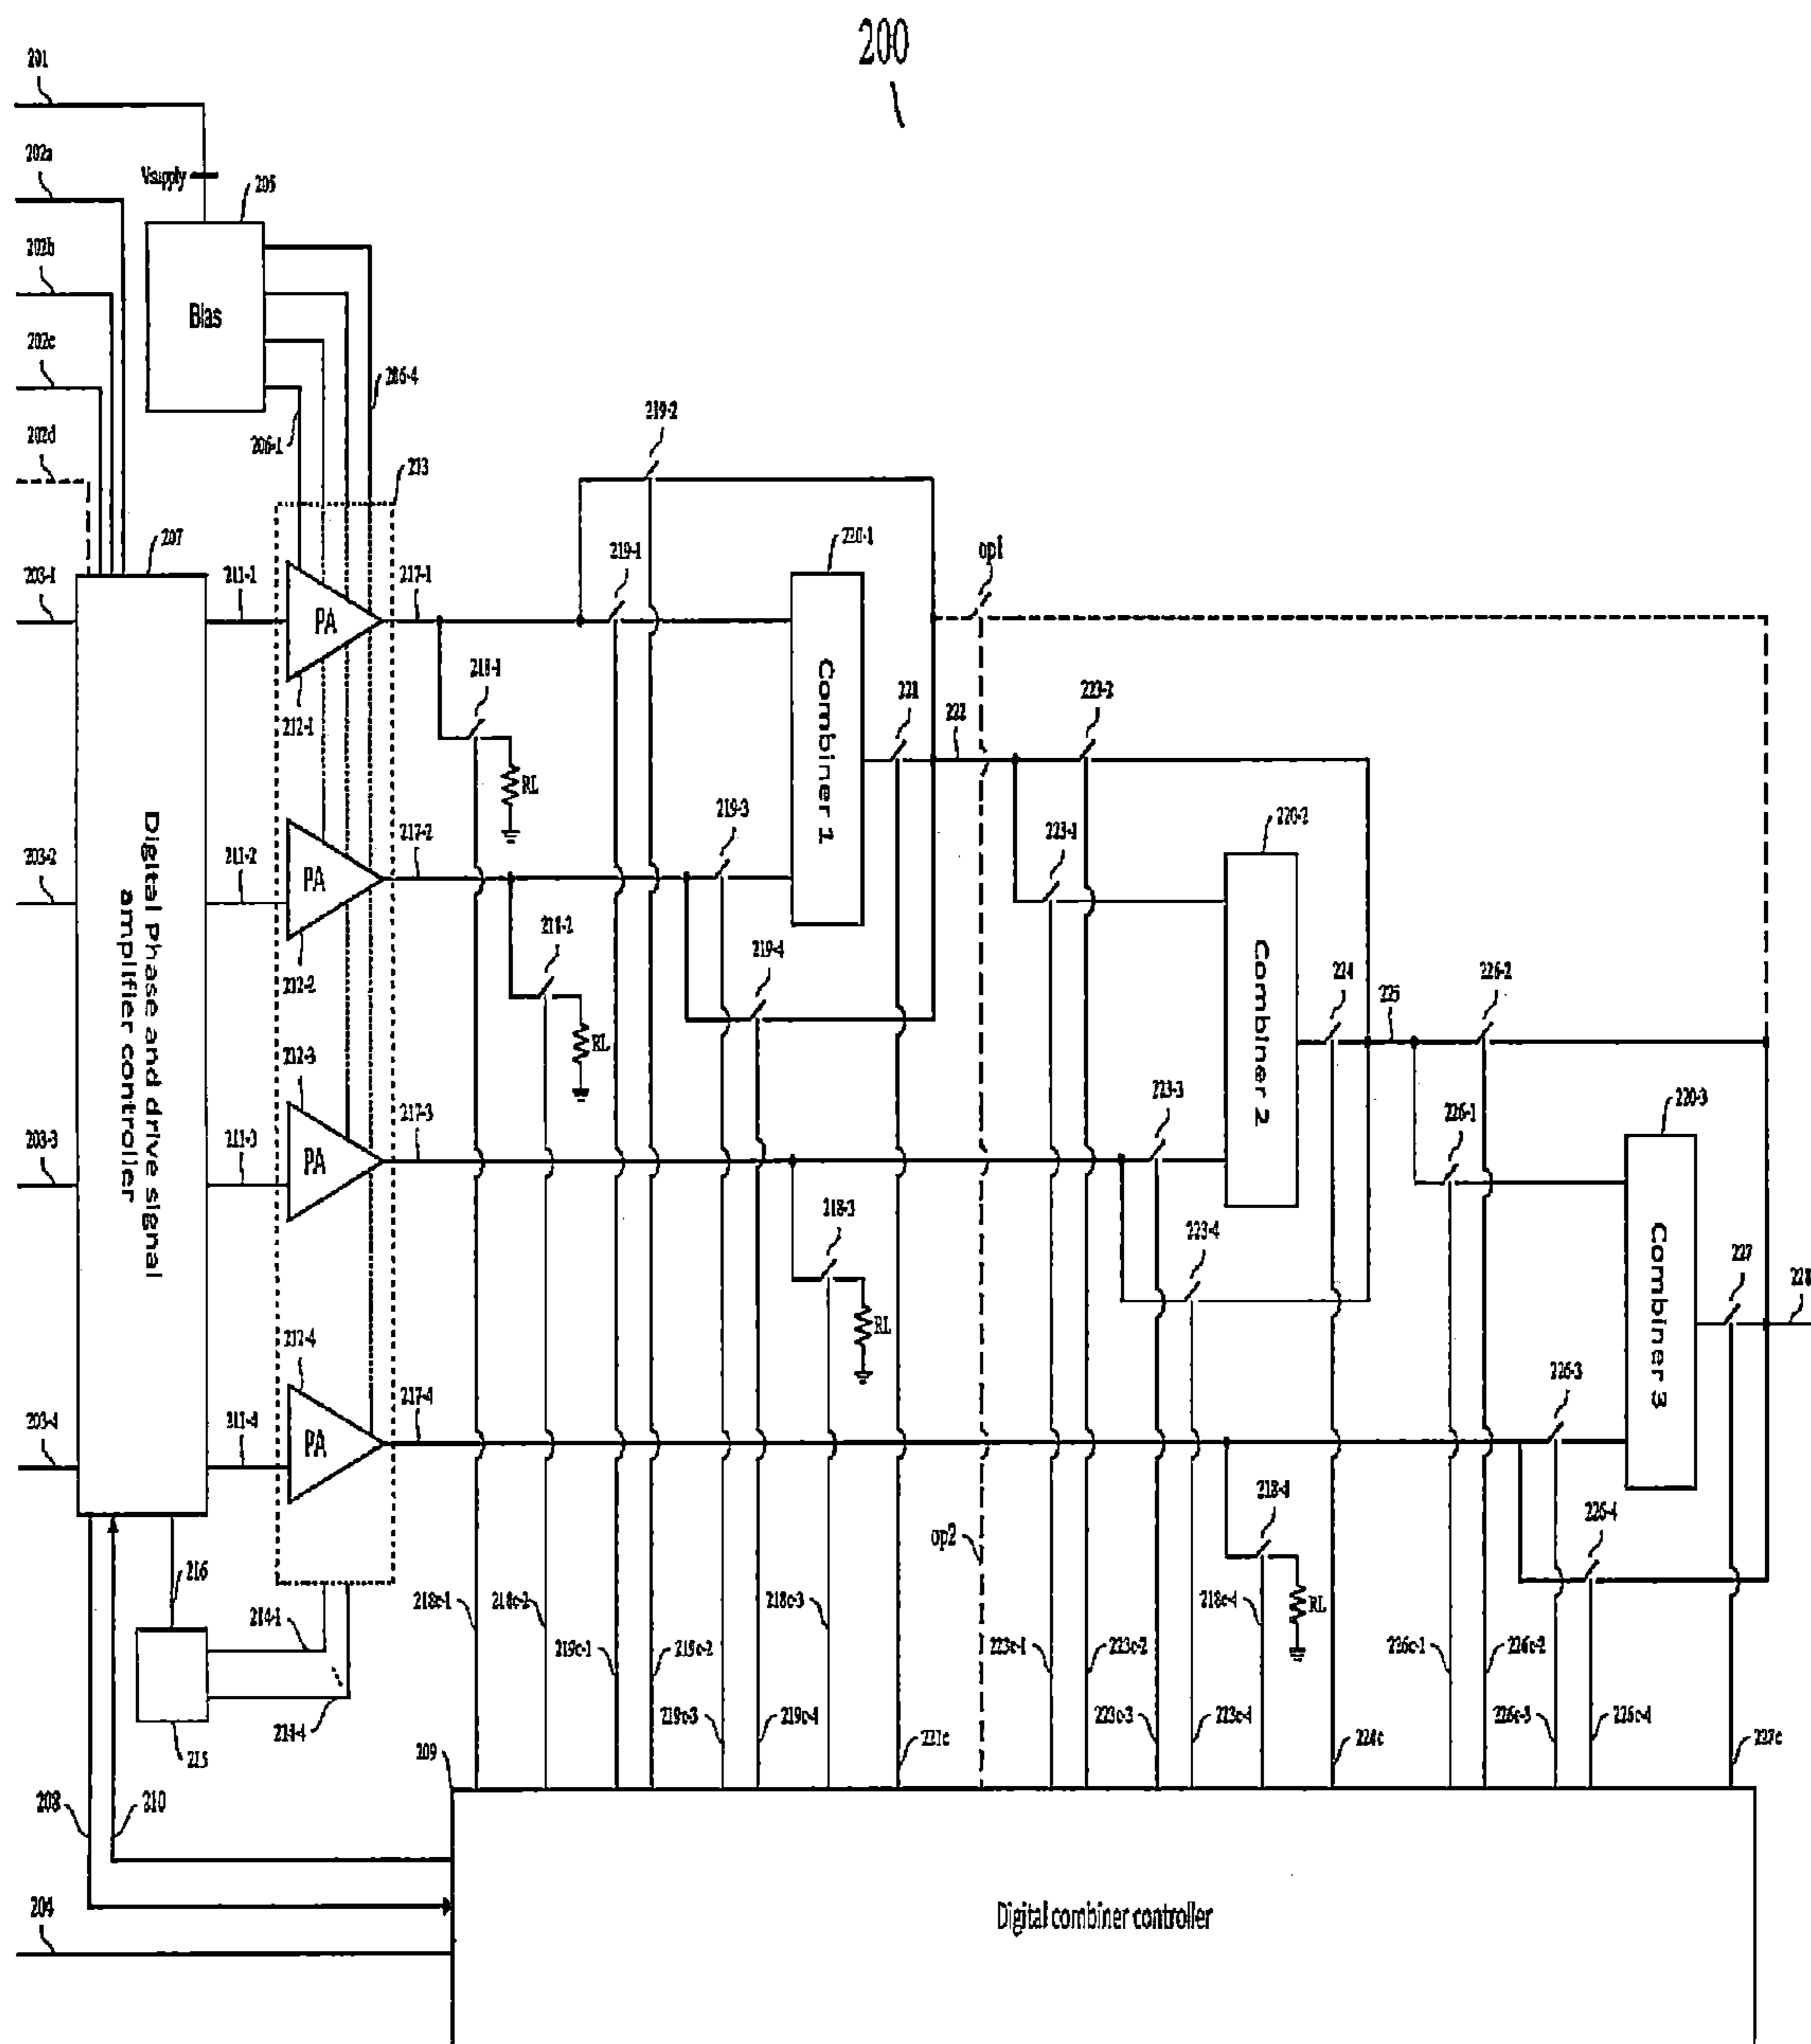 200
201
202a
Vsupply
205
202b
202c
Bias
206-4
202d
206-1
213
219-2
207
203-1
211-1
PA
217-1
219-1
220-1
op1
212-1
218-1
RL
Combiner 1
221
222
223-2
203-2
211-2
PA
217-2
219-3
223-1
220-2
212-2
218-2
RL
219-4
Combiner 2
224
225
226-2
Digital Phase and drive signal
amplifier controller
212-3
203-3
211-3
PA
217-3
223-3
226-1
220-3
218-3
RL
223-4
Combiner 3
227
228
212-4
203-4
211-4
PA
217-4
226-3
218-4
RL
226-4
op2
216
214-1
218c-1
218c-2
218c-3
218c-4
219c-1
219c-2
223c-1
223c-2
226c-1
226c-2
214-4
215
219c-3
219c-4
221c
223c-3
223c-4
224c
226c-3
226c-4
227c
209
208
210
204
Digital combiner controller